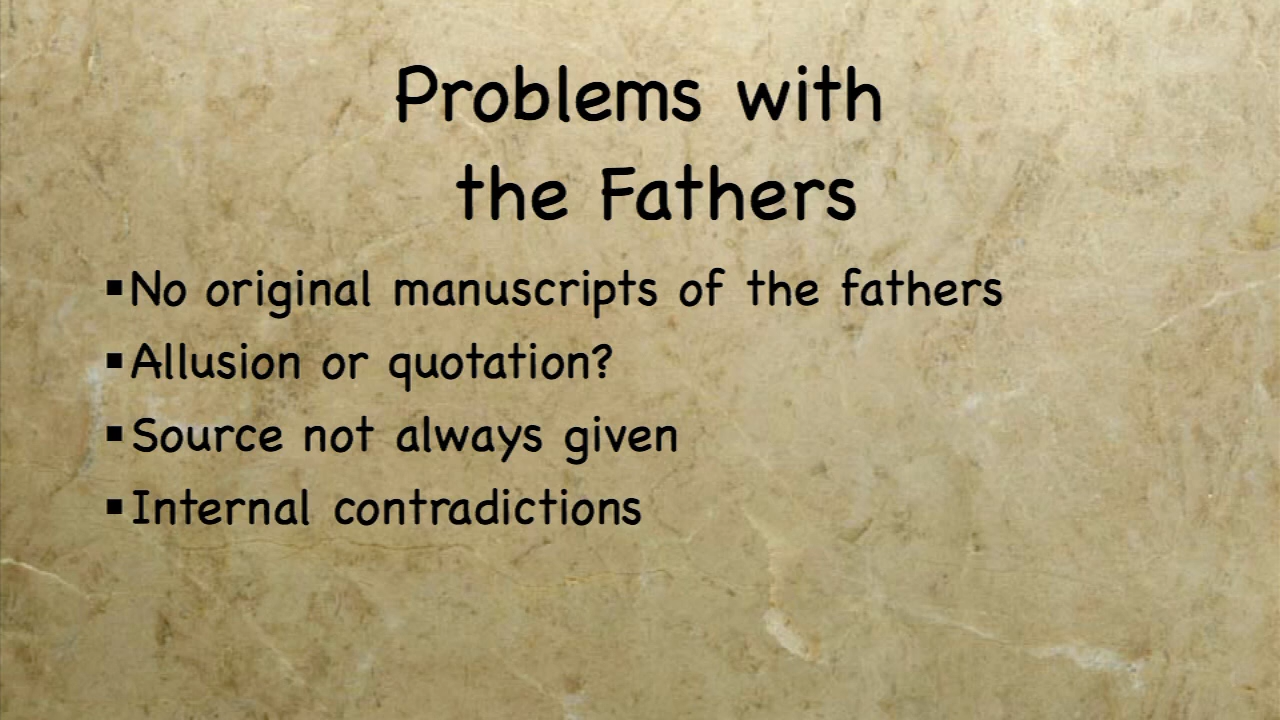 Problems with
the Fathers
▪No original manuscripts of the fathers
▪Allusion or quotation?
▪Source not always given
▪Internal contradictions